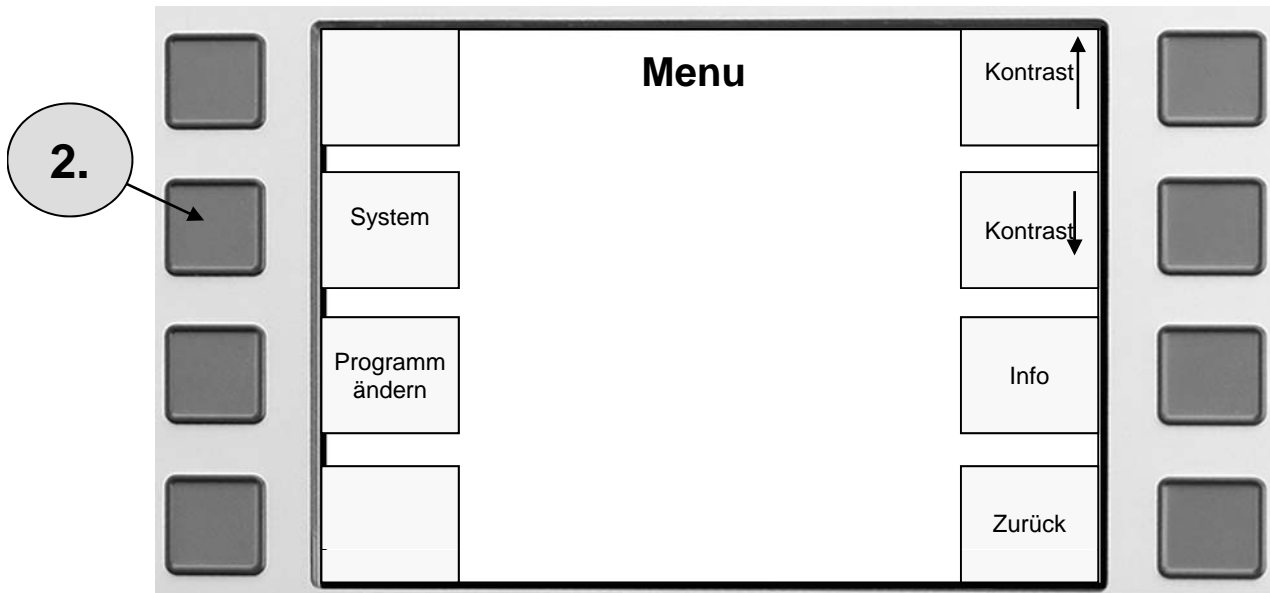 Menu
Kontrast
2.
System
Kontrast
Programm
ändern
Info
Zurück